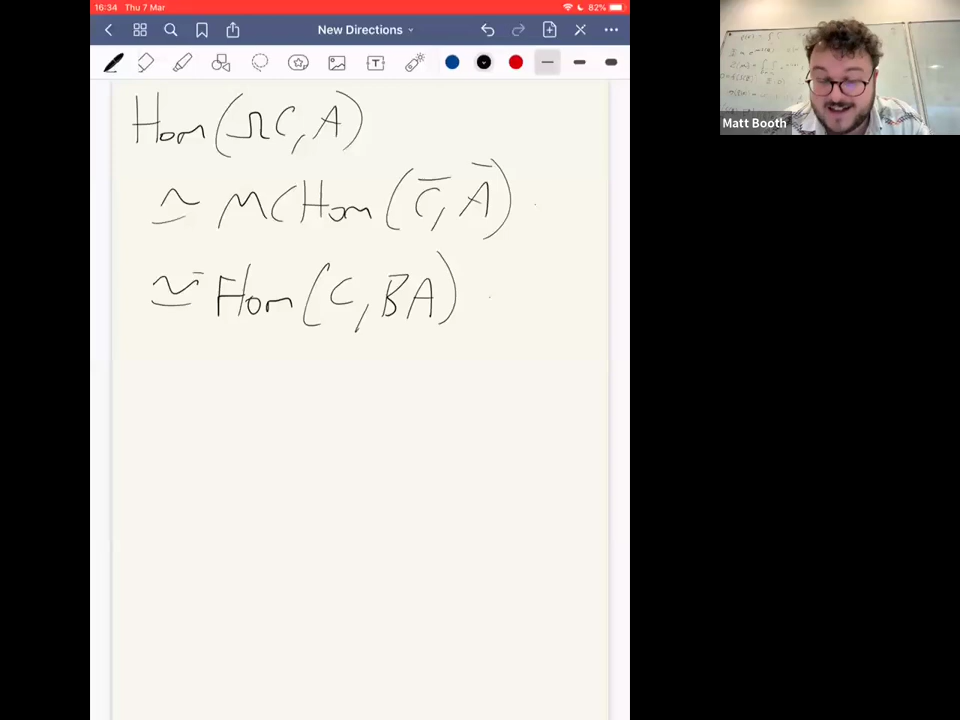 16:34 Thu 7 Mar
82%
New Directions
Hom(ΩC, A)
≃ MCHom(C̄, Ā)
≃ Hom(C, BA)
Matt Booth